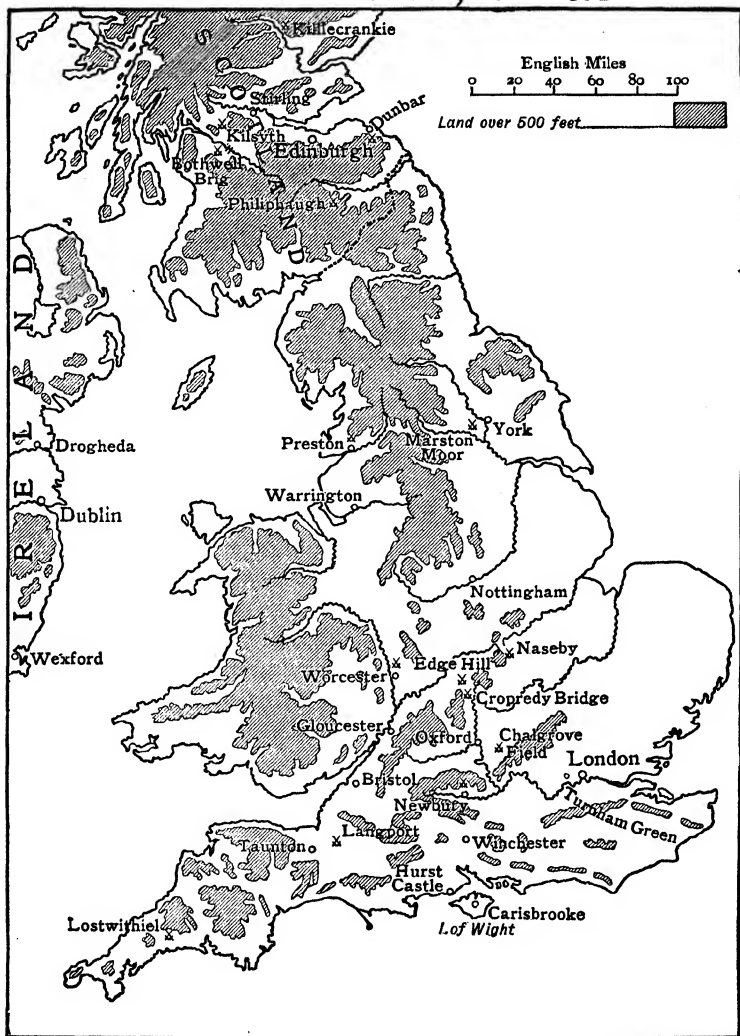 Killiecrankie
English Miles
0 20 40 60 80 100
Land over 500 feet
SCOTLAND
Stirling
Dunbar
Kilsyth
Edinburgh
Bothwell
Brig
Philiphaugh
IRELAND
Drogheda
Dublin
Wexford
York
Marston
Moor
Preston
Warrington
Nottingham
Naseby
Edge Hill
Worcester
Cropredy Bridge
Gloucester
Oxford
Chalgrove
Field
London
Bristol
Newbury
Turnham Green
Langport
Taunton
Winchester
Hurst
Castle
Carisbrooke
I.of Wight
Lostwithiel